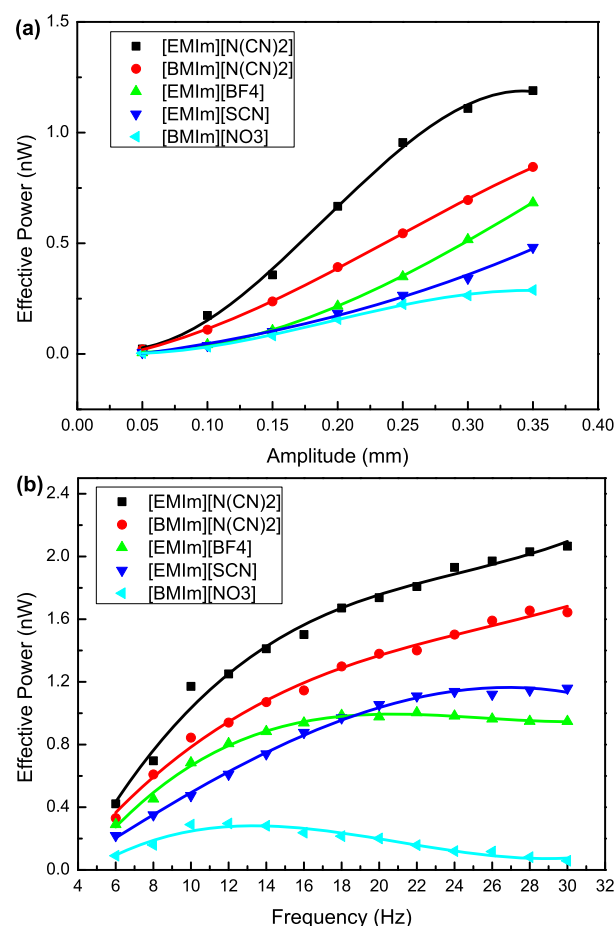 (a)
1.5
1.0
0.5
0.0
Effective Power (nW)
[EMIm][N(CN)2]
[BMIm][N(CN)2]
[EMIm][BF4]
[EMIm][SCN]
[BMIm][NO3]
0.00 0.05 0.10 0.15 0.20 0.25 0.30 0.35 0.40
Amplitude (mm)
(b)
2.4
2.0
1.6
1.2
0.8
0.4
0.0
Effective Power (nW)
[EMIm][N(CN)2]
[BMIm][N(CN)2]
[EMIm][BF4]
[EMIm][SCN]
[BMIm][NO3]
4 6 8 10 12 14 16 18 20 22 24 26 28 30 32
Frequency (Hz)